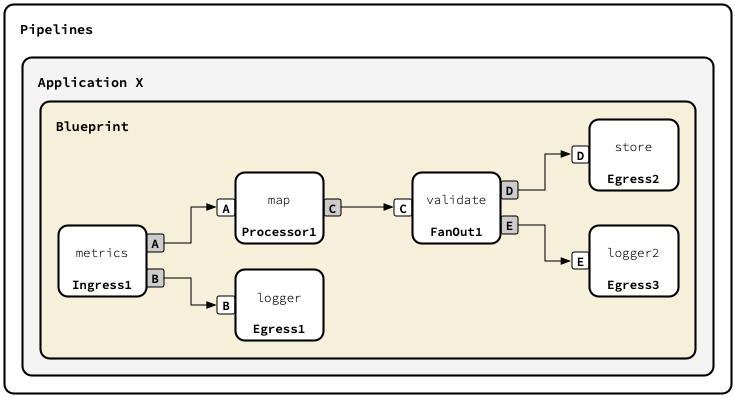 Pipelines
Application X
Blueprint
metrics
Ingress1
A
B
A
map
Processor1
C
B
logger
Egress1
C
validate
FanOut1
D
E
D
store
Egress2
E
logger2
Egress3